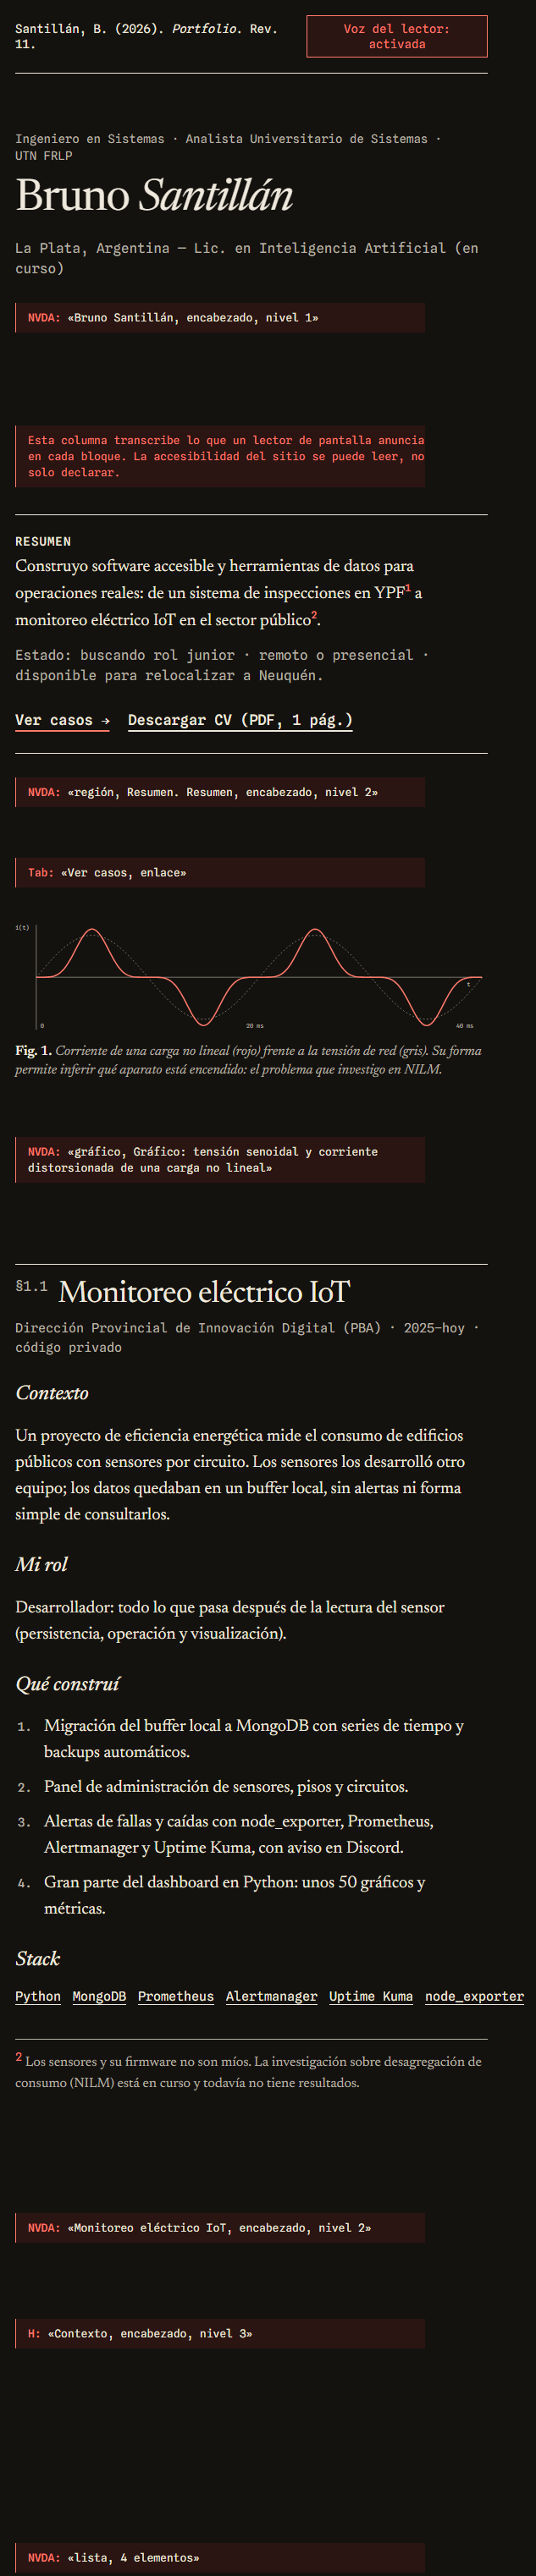 Santillán, B. (2026). Portfolio. Rev.
11.
Voz del lector:
activada
Ingeniero en Sistemas · Analista Universitario de Sistemas ·
UTN FRLP
Bruno Santillán
La Plata, Argentina — Lic. en Inteligencia Artificial (en
curso)
NVDA: «Bruno Santillán, encabezado, nivel 1»
Esta columna transcribe lo que un lector de pantalla anuncia
en cada bloque. La accesibilidad del sitio se puede leer, no
solo declarar.
RESUMEN
Construyo software accesible y herramientas de datos para
operaciones reales: de un sistema de inspecciones en YPF1 a
monitoreo eléctrico IoT en el sector público2.
Estado: buscando rol junior · remoto o presencial ·
disponible para relocalizar a Neuquén.
Ver casos → Descargar CV (PDF, 1 pág.)
NVDA: «región, Resumen. Resumen, encabezado, nivel 2»
Tab: «Ver casos, enlace»
i(t)
t
0 20 ms 40 ms
Fig. 1. Corriente de una carga no lineal (rojo) frente a la tensión de red (gris). Su forma
permite inferir qué aparato está encendido: el problema que investigo en NILM.
NVDA: «gráfico, Gráfico: tensión senoidal y corriente
distorsionada de una carga no lineal»
§1.1 Monitoreo eléctrico IoT
Dirección Provincial de Innovación Digital (PBA) · 2025–hoy ·
código privado
Contexto
Un proyecto de eficiencia energética mide el consumo de edificios
públicos con sensores por circuito. Los sensores los desarrolló otro
equipo; los datos quedaban en un buffer local, sin alertas ni forma
simple de consultarlos.
Mi rol
Desarrollador: todo lo que pasa después de la lectura del sensor
(persistencia, operación y visualización).
Qué construí
1. Migración del buffer local a MongoDB con series de tiempo y
backups automáticos.
2. Panel de administración de sensores, pisos y circuitos.
3. Alertas de fallas y caídas con node_exporter, Prometheus,
Alertmanager y Uptime Kuma, con aviso en Discord.
4. Gran parte del dashboard en Python: unos 50 gráficos y
métricas.
Stack
Python MongoDB Prometheus Alertmanager Uptime Kuma node_exporter
2 Los sensores y su firmware no son míos. La investigación sobre desagregación de
consumo (NILM) está en curso y todavía no tiene resultados.
NVDA: «Monitoreo eléctrico IoT, encabezado, nivel 2»
H: «Contexto, encabezado, nivel 3»
NVDA: «lista, 4 elementos»